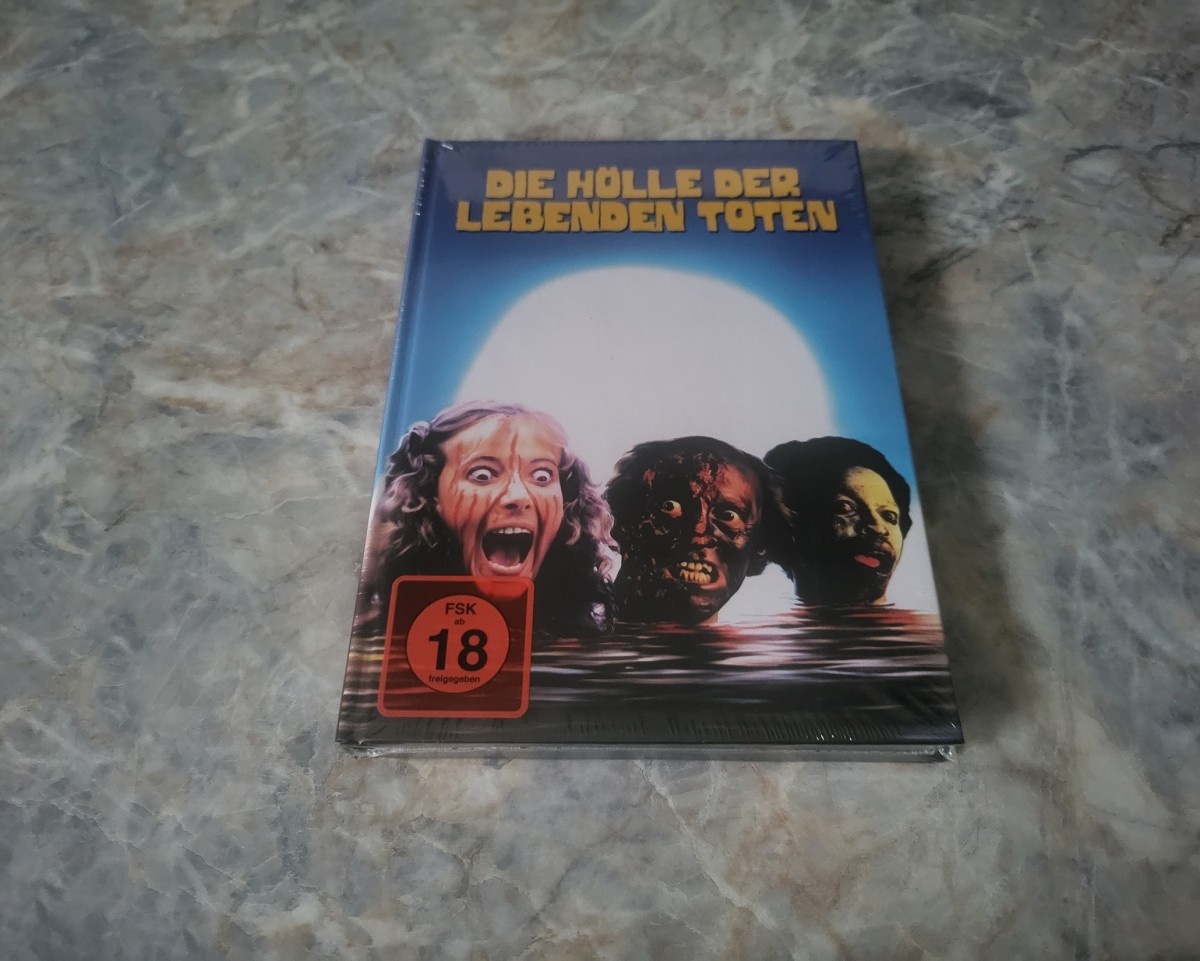 DIE HÖLLE DER
LEBENDEN TOTEN
FSK
ab
18
freigegeben